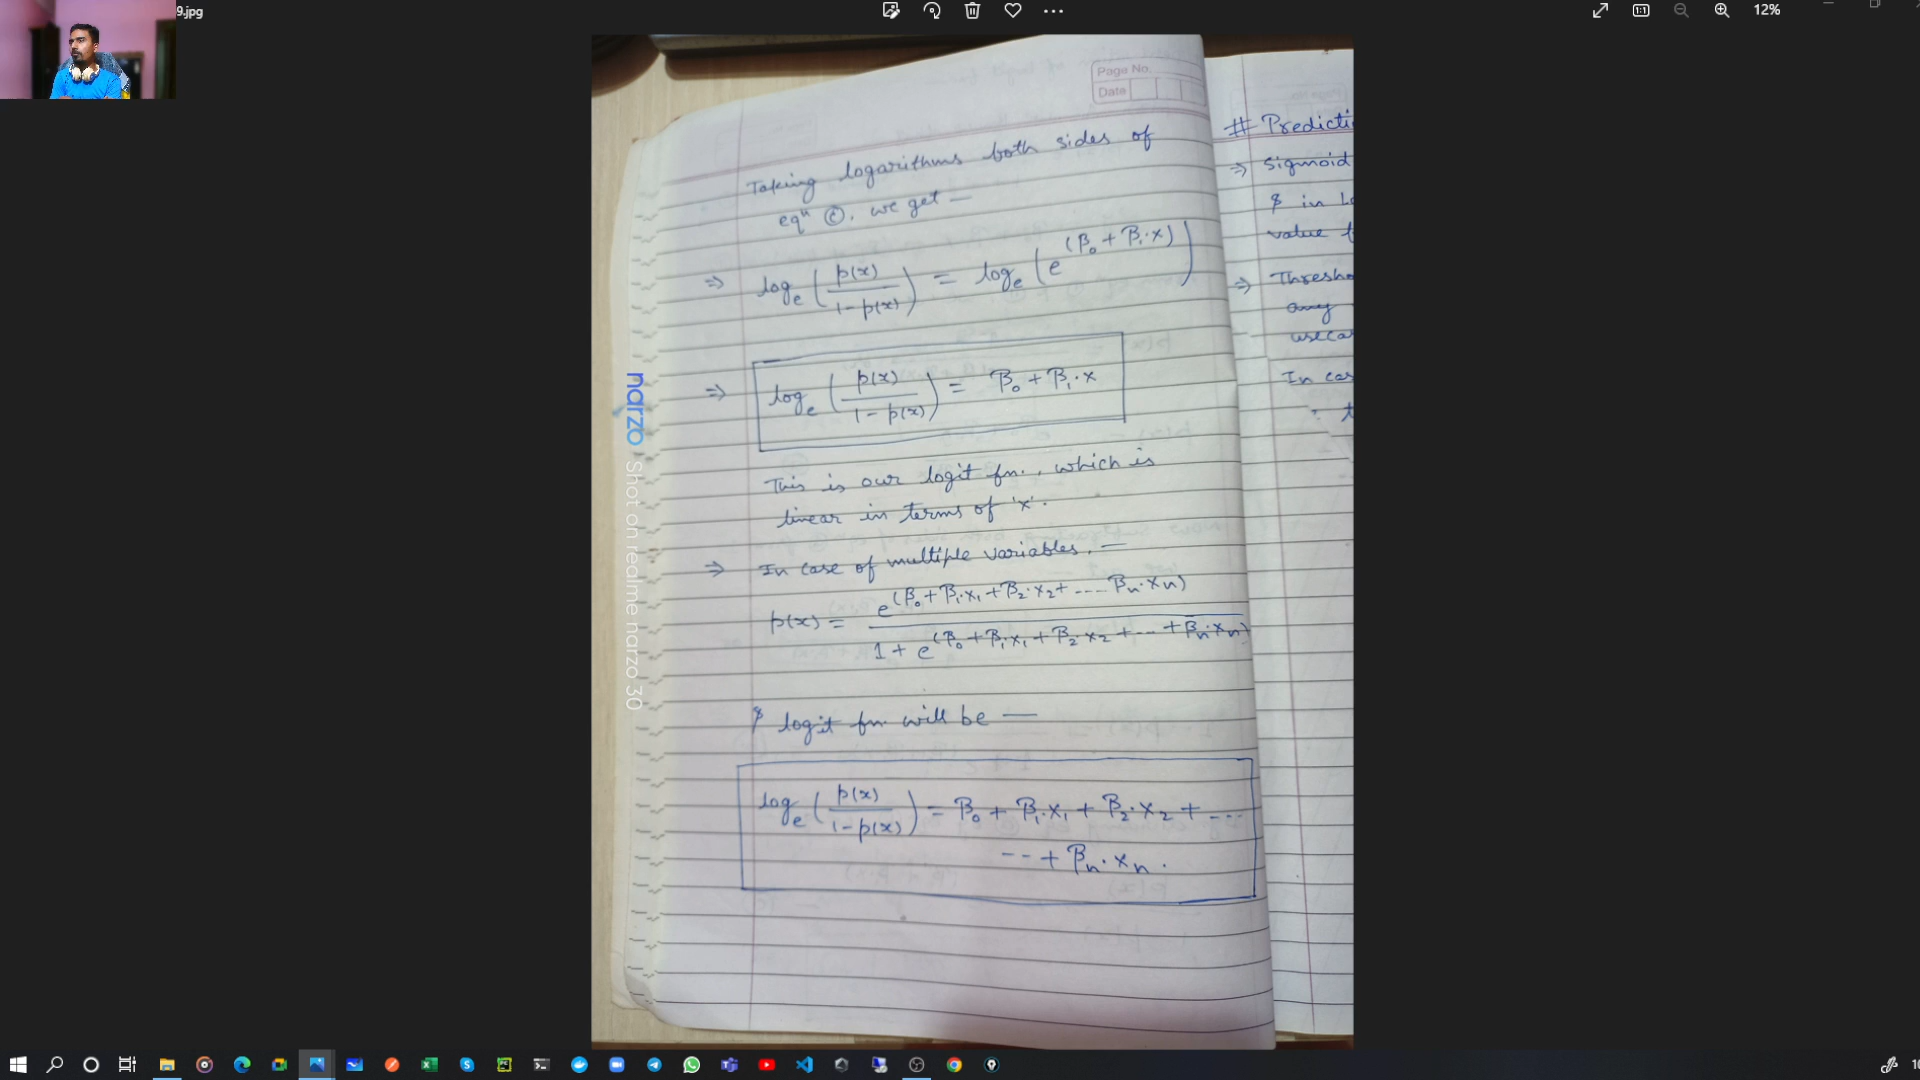 9.jpg
12%
Page No.
Date
Taking logarithms both sides of
eqⁿ ©. we get —
⇒ logₑ (p(x) / 1 - p(x)) = logₑ (e^(β₀ + β₁·x))
⇒ logₑ (p(x) / 1 - p(x)) = β₀ + β₁·x
This is our logit fn., which is
linear in terms of 'x'.
⇒ In case of multiple variables, —
p(x) = e^(β₀ + β₁·x₁ + β₂·x₂ + .... βₙ·xₙ) / 1 + e^(β₀ + β₁·x₁ + β₂·x₂ + ... + βₙ·xₙ)
& logit fn. will be —
logₑ (p(x) / 1 - p(x)) = β₀ + β₁·x₁ + β₂·x₂ + ...
... + βₙ·xₙ.
# Predicti
⇒ Sigmoid
& in L
value
⇒ Thresho
any
useca
In cas
narzo Shot on realme narzo 30